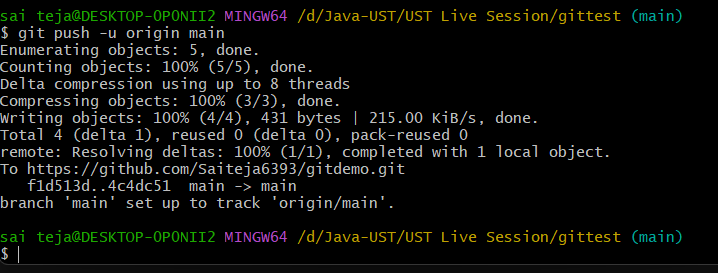 sai teja@DESKTOP-OPONII2 MINGW64 /d/Java-UST/UST Live Session/gittest (main)
$ git push -u origin main
Enumerating objects: 5, done.
Counting objects: 100% (5/5), done.
Delta compression using up to 8 threads
Compressing objects: 100% (3/3), done.
Writing objects: 100% (4/4), 431 bytes | 215.00 KiB/s, done.
Total 4 (delta 1), reused 0 (delta 0), pack-reused 0
remote: Resolving deltas: 100% (1/1), completed with 1 local object.
To https://github.com/Saiteja6393/gitdemo.git
   f1d513d..4c4dc51  main -> main
branch 'main' set up to track 'origin/main'.
sai teja@DESKTOP-OPONII2 MINGW64 /d/Java-UST/UST Live Session/gittest (main)
$